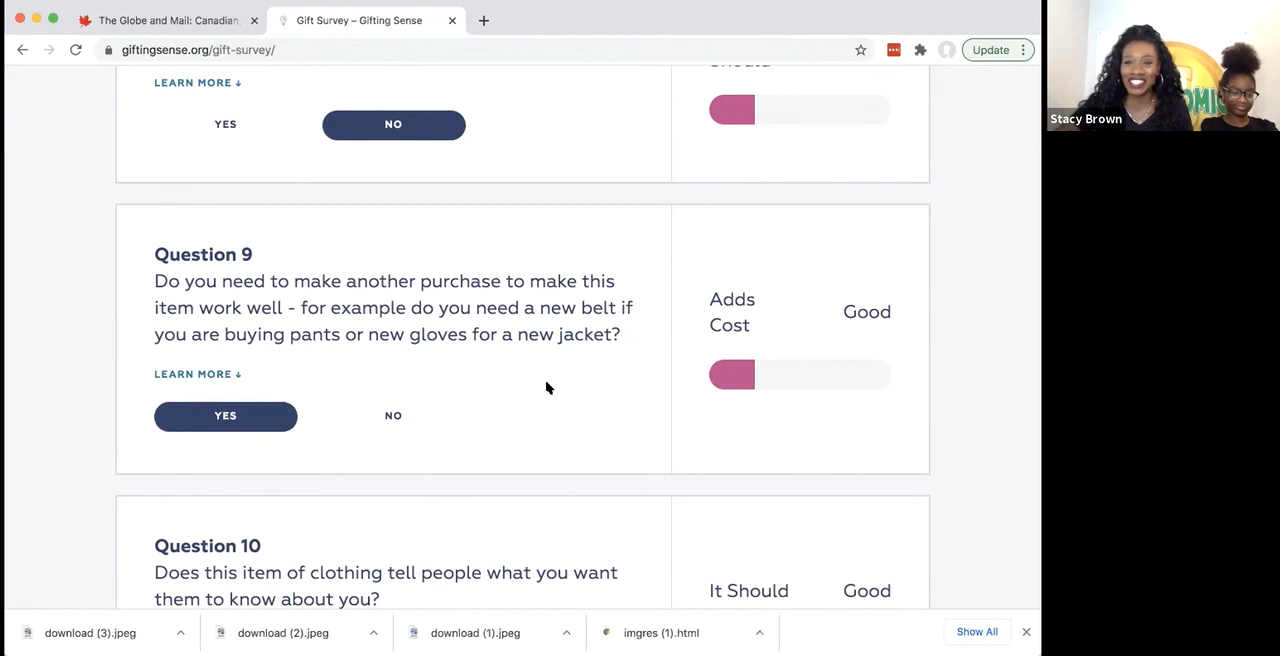 The Globe and Mail: Canadian,
Gift Survey – Gifting Sense
giftingsense.org/gift-survey/
Update
Stacy Brown
LEARN MORE ↓
YES
NO
Should
Question 9
Do you need to make another purchase to make this
item work well - for example do you need a new belt if
you are buying pants or new gloves for a new jacket?
LEARN MORE ↓
YES
NO
Adds
Cost
Good
Question 10
Does this item of clothing tell people what you want
them to know about you?
It Should
Good
download (3).jpeg
download (2).jpeg
download (1).jpeg
imgres (1).html
Show All